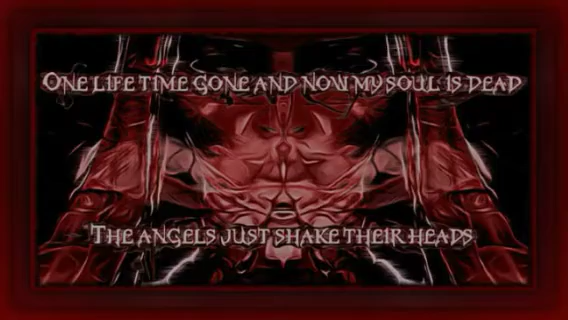 One life time gone and now my soul is dead
The angels just shake their heads